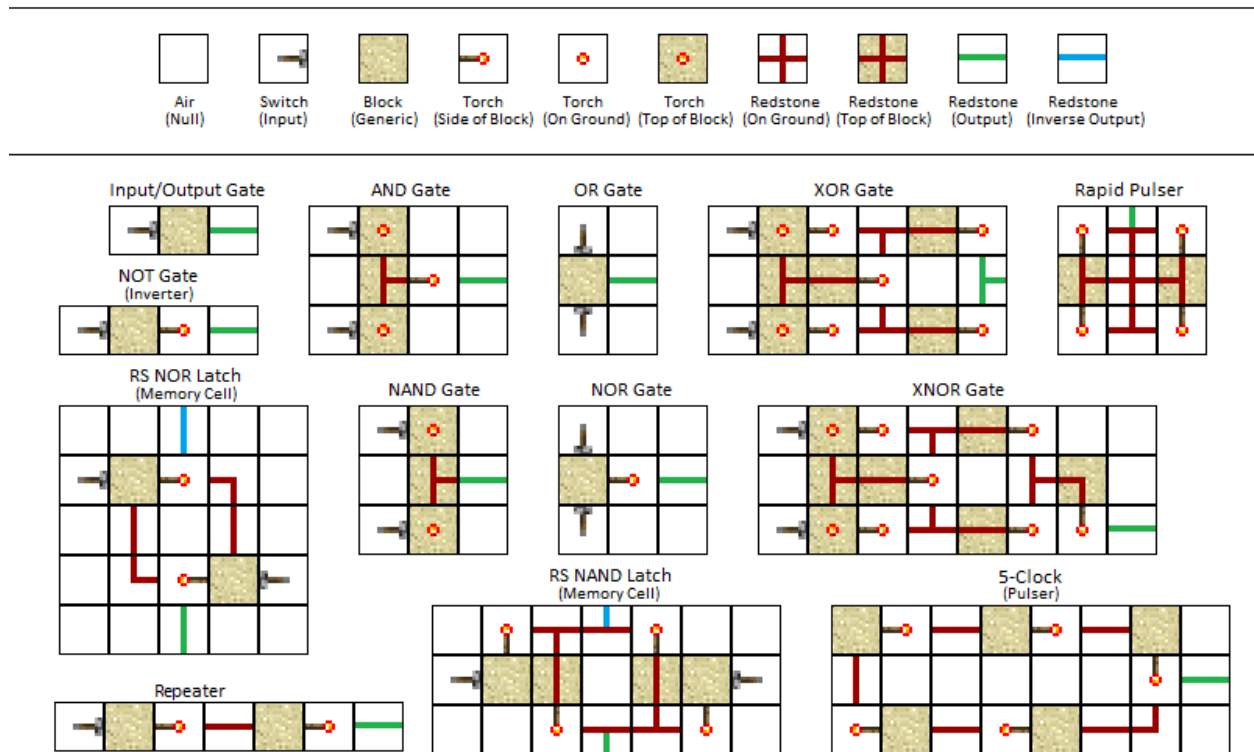 Air
(Null)
Switch
(Input)
Block
(Generic)
Torch
(Side of Block)
Torch
(On Ground)
Torch
(Top of Block)
Redstone
(On Ground)
Redstone
(Top of Block)
Redstone
(Output)
Redstone
(Inverse Output)
Input/Output Gate
AND Gate
OR Gate
XOR Gate
Rapid Pulser
NOT Gate
(Inverter)
RS NOR Latch
(Memory Cell)
NAND Gate
NOR Gate
XNOR Gate
RS NAND Latch
(Memory Cell)
5-Clock
(Pulser)
Repeater